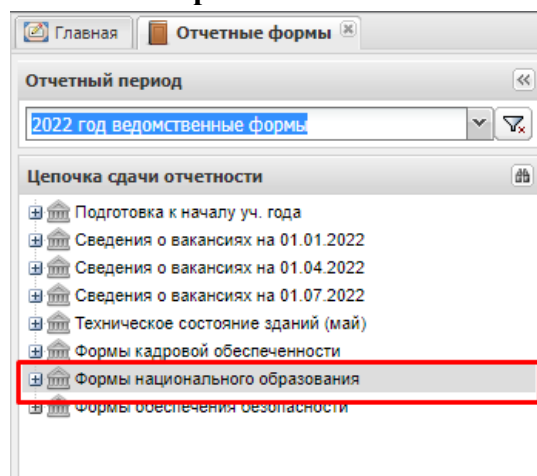 Главная Отчетные формы
Отчетный период
2022 год ведомственные формы
Цепочка сдачи отчетности
Подготовка к началу уч. года
Сведения о вакансиях на 01.01.2022
Сведения о вакансиях на 01.04.2022
Сведения о вакансиях на 01.07.2022
Техническое состояние зданий (май)
Формы кадровой обеспеченности
Формы национального образования
Формы обеспечения безопасности